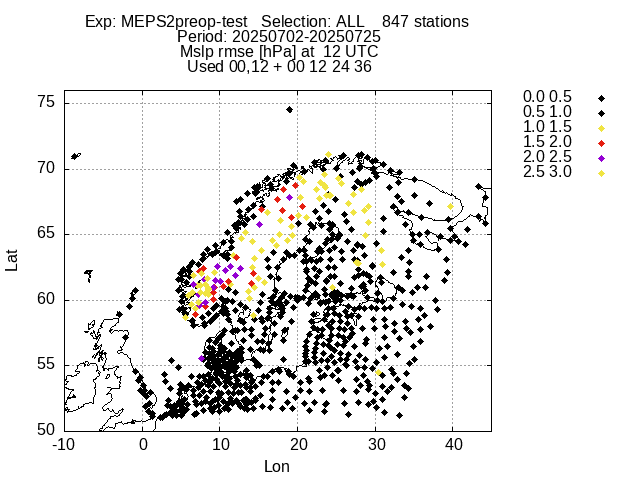 Exp: MEPS2preop-test   Selection: ALL    847 stations
Period: 20250702-20250725
Mslp rmse [hPa] at  12 UTC
Used 00,12 + 00 12 24 36
0.0 0.5
0.5 1.0
1.0 1.5
1.5 2.0
2.0 2.5
2.5 3.0
75
70
65
60
55
50
Lat
-10 0 10 20 30 40
Lon